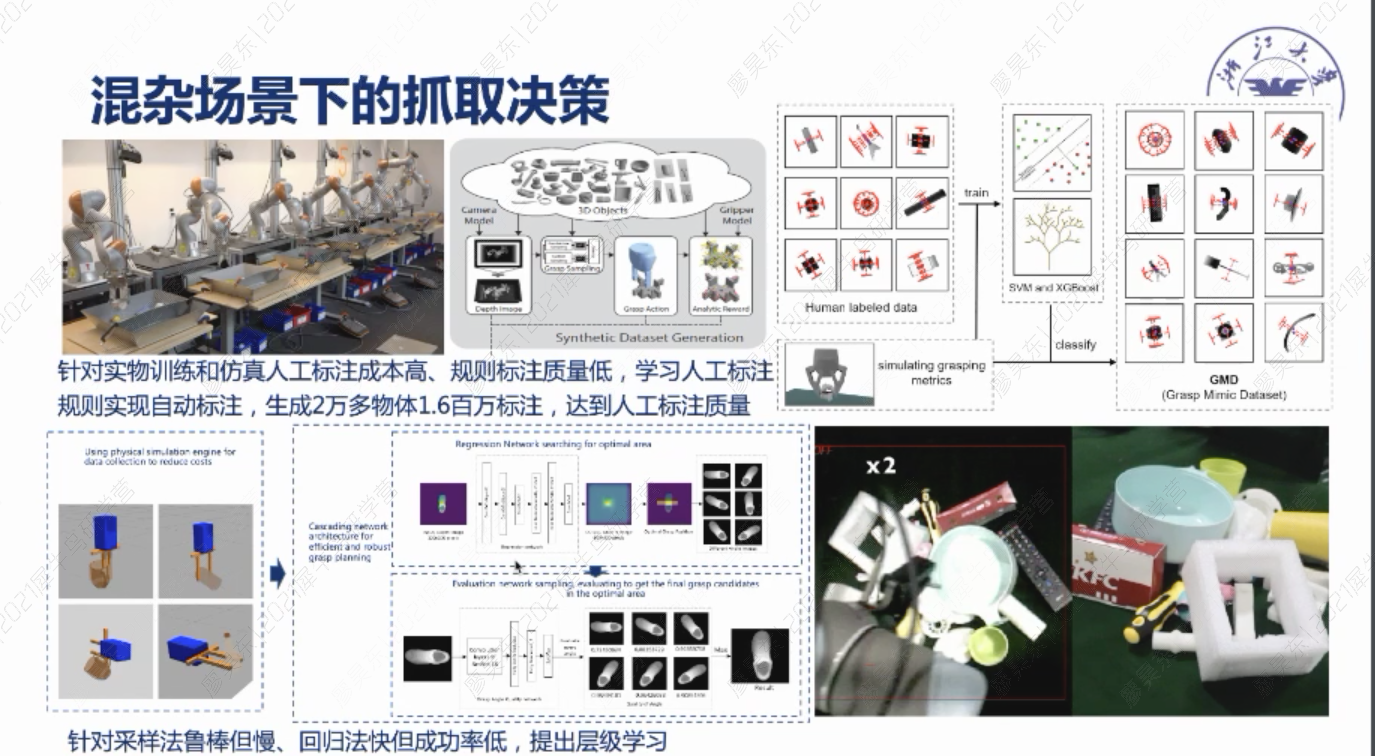 混杂场景下的抓取决策
浙江大学
3D Objects
Camera
Model
Gripper
Model
Grasp Sampling
Depth Image
Grasp Action
Analytic Reward
Synthetic Dataset Generation
Human labeled data
train
SVM and XGBoost
simulating grasping
metrics
classify
GMD
(Grasp Mimic Dataset)
针对实物训练和仿真人工标注成本高、规则标注质量低，学习人工标注
规则实现自动标注，生成2万多物体1.6百万标注，达到人工标注质量
Using physical simulation engine for
data collection to reduce costs
Cascading network
architecture for
efficient and robust
grasp planning
Regression Network searching for optimal area
Evaluation network sampling, evaluating to get the final grasp candidates
in the optimal area
Max
Result
x2
KFC
针对采样法鲁棒但慢、回归法快但成功率低，提出层级学习